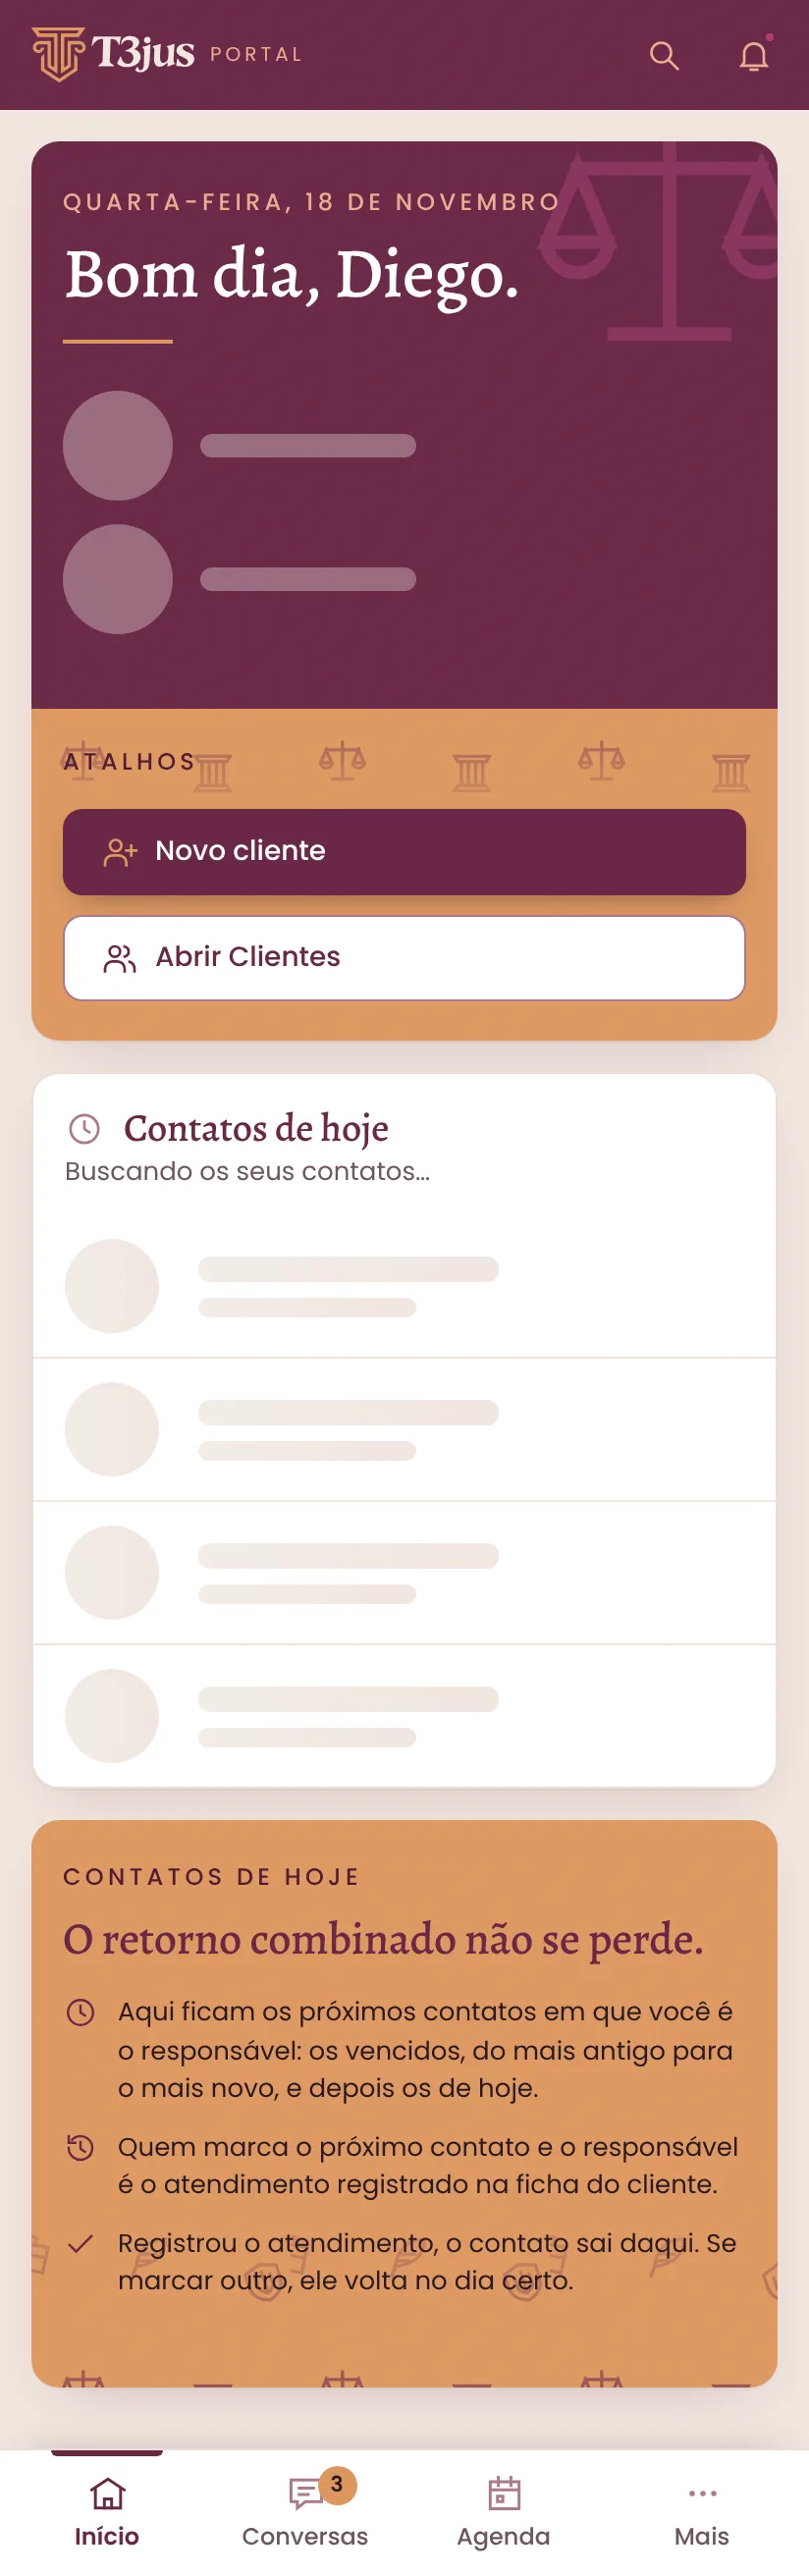 T3jus PORTAL
QUARTA-FEIRA, 18 DE NOVEMBRO
Bom dia, Diego.
ATALHOS
Novo cliente
Abrir Clientes
Contatos de hoje
Buscando os seus contatos...
CONTATOS DE HOJE
O retorno combinado não se perde.
Aqui ficam os próximos contatos em que você é
o responsável: os vencidos, do mais antigo para
o mais novo, e depois os de hoje.
Quem marca o próximo contato e o responsável
é o atendimento registrado na ficha do cliente.
Registrou o atendimento, o contato sai daqui. Se
marcar outro, ele volta no dia certo.
3
Início
Conversas
Agenda
Mais